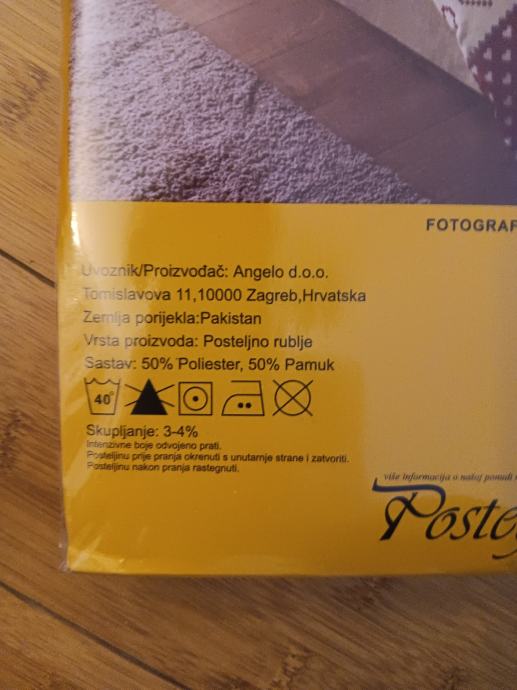 FOTOGRAF
Uvoznik/Proizvođač: Angelo d.o.o.
Tomislavova 11,10000 Zagreb,Hrvatska
Zemlja porijekla:Pakistan
Vrsta proizvoda: Posteljno rublje
Sastav: 50% Poliester, 50% Pamuk
40°
Skupljanje: 3-4%
Intenzivne boje odvojeno prati.
Posteljinu prije pranja okrenuti s unutarnje strane i zatvoriti.
Posteljinu nakon pranja rastegnuti.
više informacija o našoj ponudi
Poste